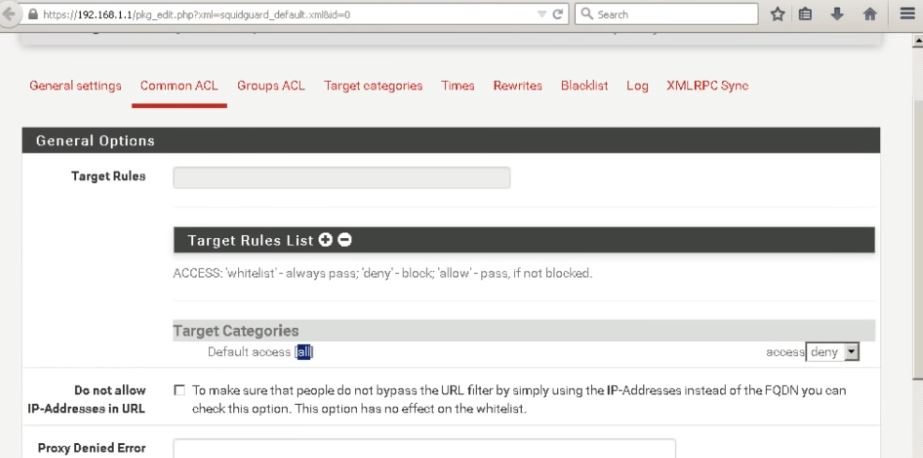 https://192.168.1.1/pkg_edit.php?xml=squidguard_default.xml&id=0
Search
General settings Common ACL Groups ACL Target categories Times Rewrites Blacklist Log XMLRPC Sync
General Options
Target Rules
Target Rules List
ACCESS: 'whitelist' - always pass; 'deny' - block; 'allow' - pass, if not blocked.
Target Categories
Default access [all] access deny
Do not allow
IP-Addresses in URL
To make sure that people do not bypass the URL filter by simply using the IP-Addresses instead of the FQDN you can
check this option. This option has no effect on the whitelist.
Proxy Denied Error